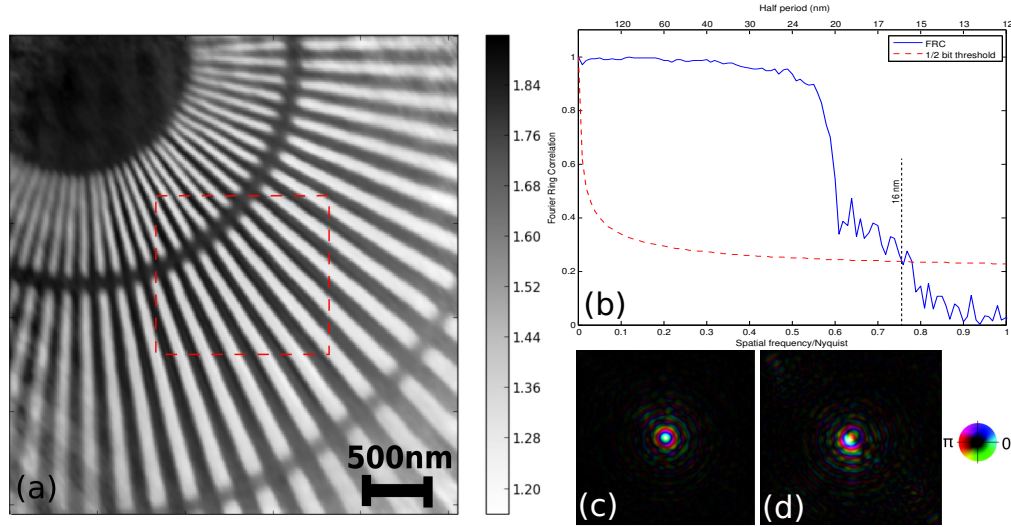 (a)
500nm
1.84
1.76
1.68
1.60
1.52
1.44
1.36
1.28
1.20
Half period (nm)
120 60 40 30 24 20 17 15 13 12
FRC
1/2 bit threshold
Fourier Ring Correlation
1
0.8
0.6
0.4
0.2
0
16 nm
(b)
0 0.1 0.2 0.3 0.4 0.5 0.6 0.7 0.8 0.9 1
Spatial frequency/Nyquist
(c)
(d)
π 0